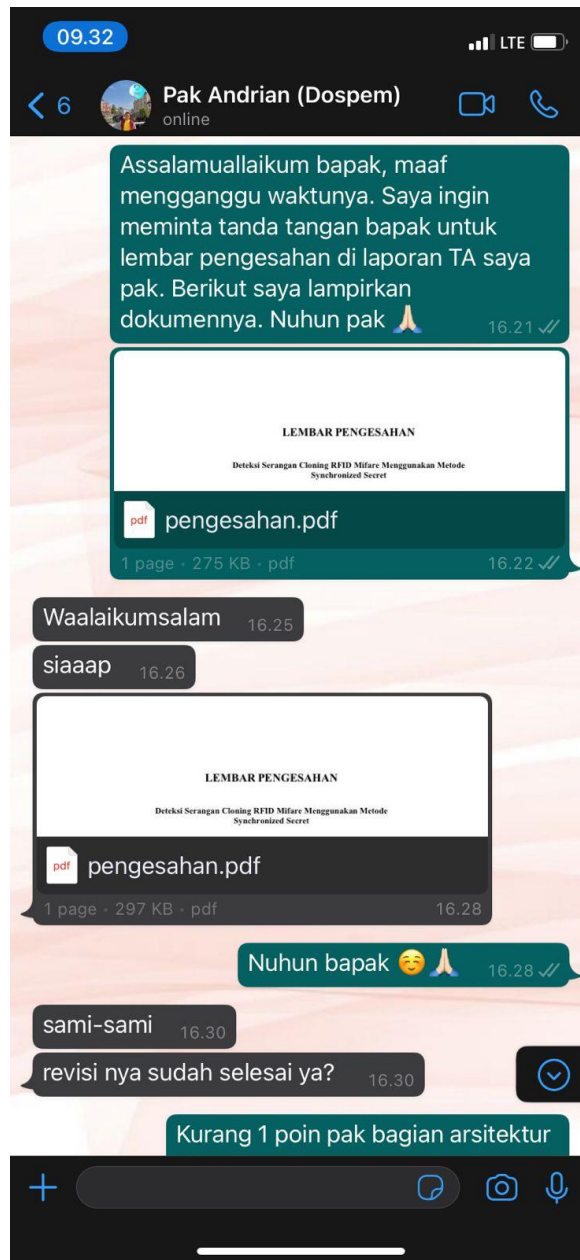 09.32
LTE
6
Pak Andrian (Dospem)
online
Assalamuallaikum bapak, maaf
mengganggu waktunya. Saya ingin
meminta tanda tangan bapak untuk
lembar pengesahan di laporan TA saya
pak. Berikut saya lampirkan
dokumennya. Nuhun pak 🙏🏻
16.21
LEMBAR PENGESAHAN
Deteksi Serangan Cloning RFID Mifare Menggunakan Metode
Synchronized Secret
pdf pengesahan.pdf
1 page · 275 KB · pdf
16.22
Waalaikumsalam
16.25
siaaap
16.26
LEMBAR PENGESAHAN
Deteksi Serangan Cloning RFID Mifare Menggunakan Metode
Synchronized Secret
pdf pengesahan.pdf
1 page · 297 KB · pdf
16.28
Nuhun bapak ☺️🙏🏻
16.28
sami-sami
16.30
revisi nya sudah selesai ya?
16.30
Kurang 1 poin pak bagian arsitektur